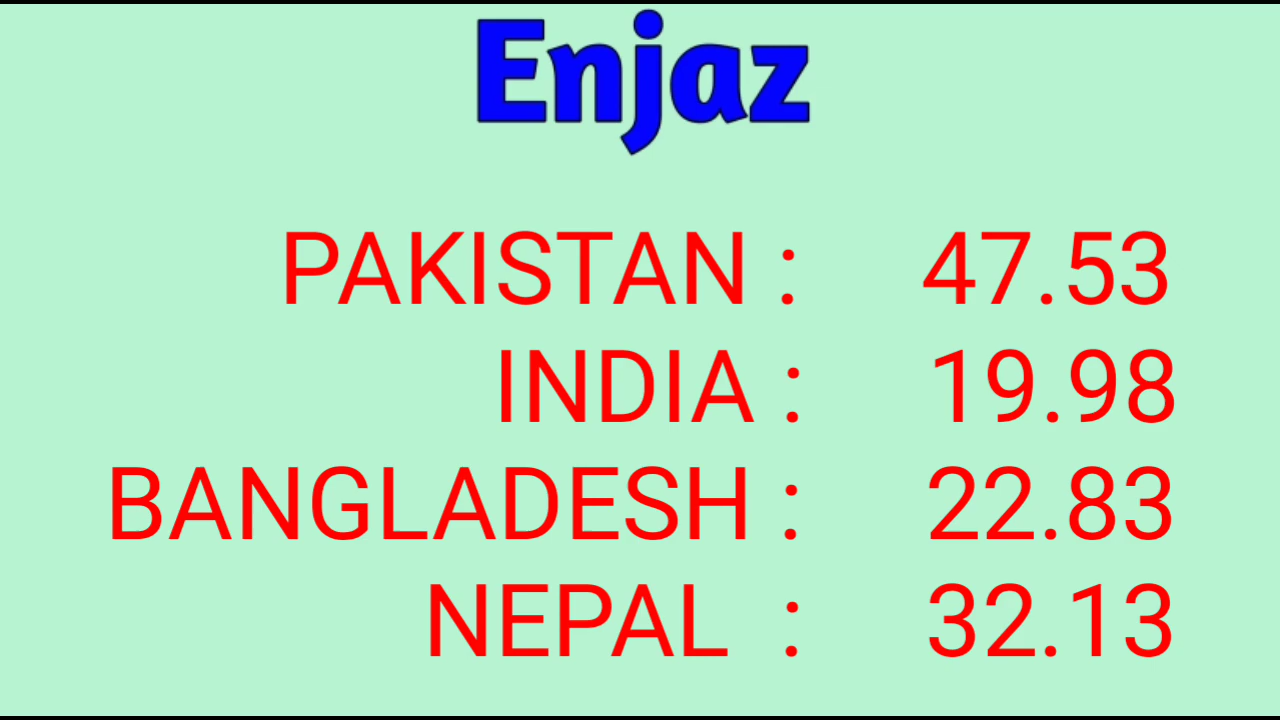 Enjaz
PAKISTAN : 47.53
INDIA : 19.98
BANGLADESH : 22.83
NEPAL : 32.13